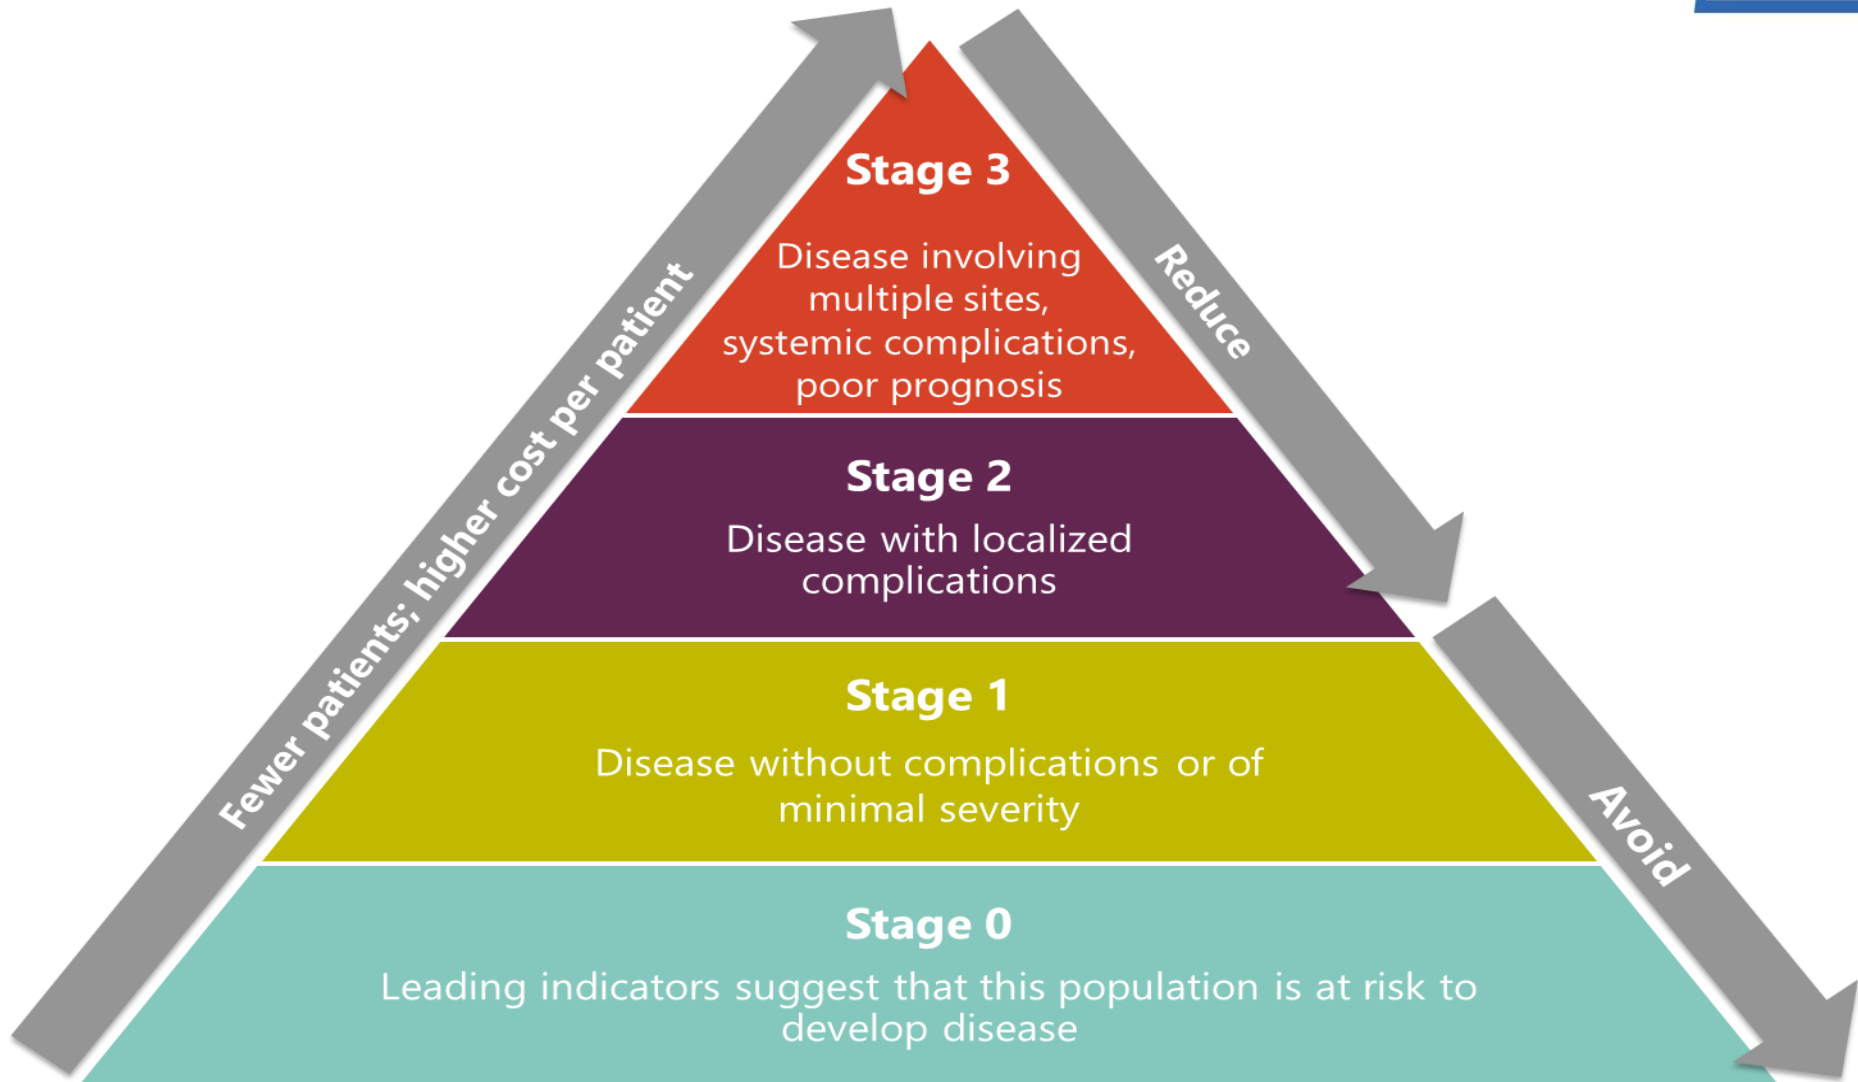 Stage 3
Disease involving
multiple sites,
systemic complications,
poor prognosis
Stage 2
Disease with localized
complications
Stage 1
Disease without complications or of
minimal severity
Stage 0
Leading indicators suggest that this population is at risk to
develop disease
Fewer patients; higher cost per patient
Reduce
Avoid